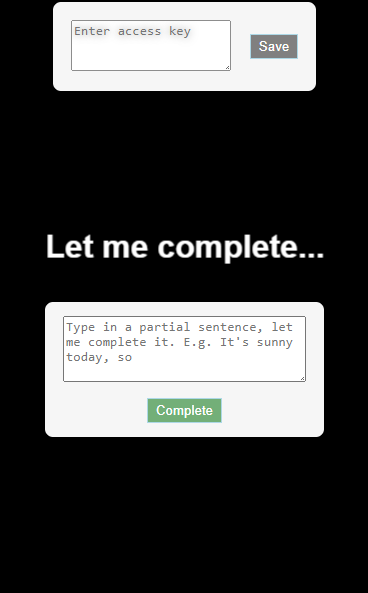 Enter access key
Save
Let me complete...
Type in a partial sentence, let
me complete it. E.g. It's sunny
today, so
Complete